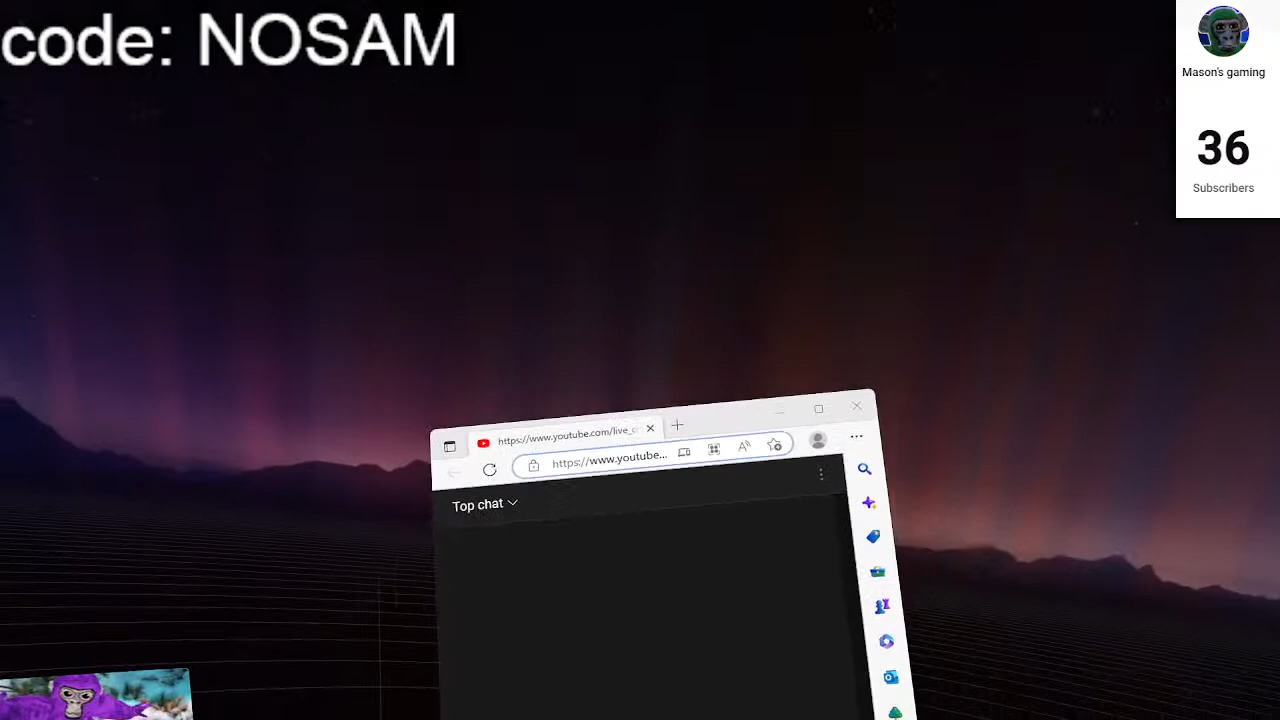 code: NOSAM
Mason's gaming
36
Subscribers
https://www.youtube.com/live_c
https://www.youtube...
Top chat